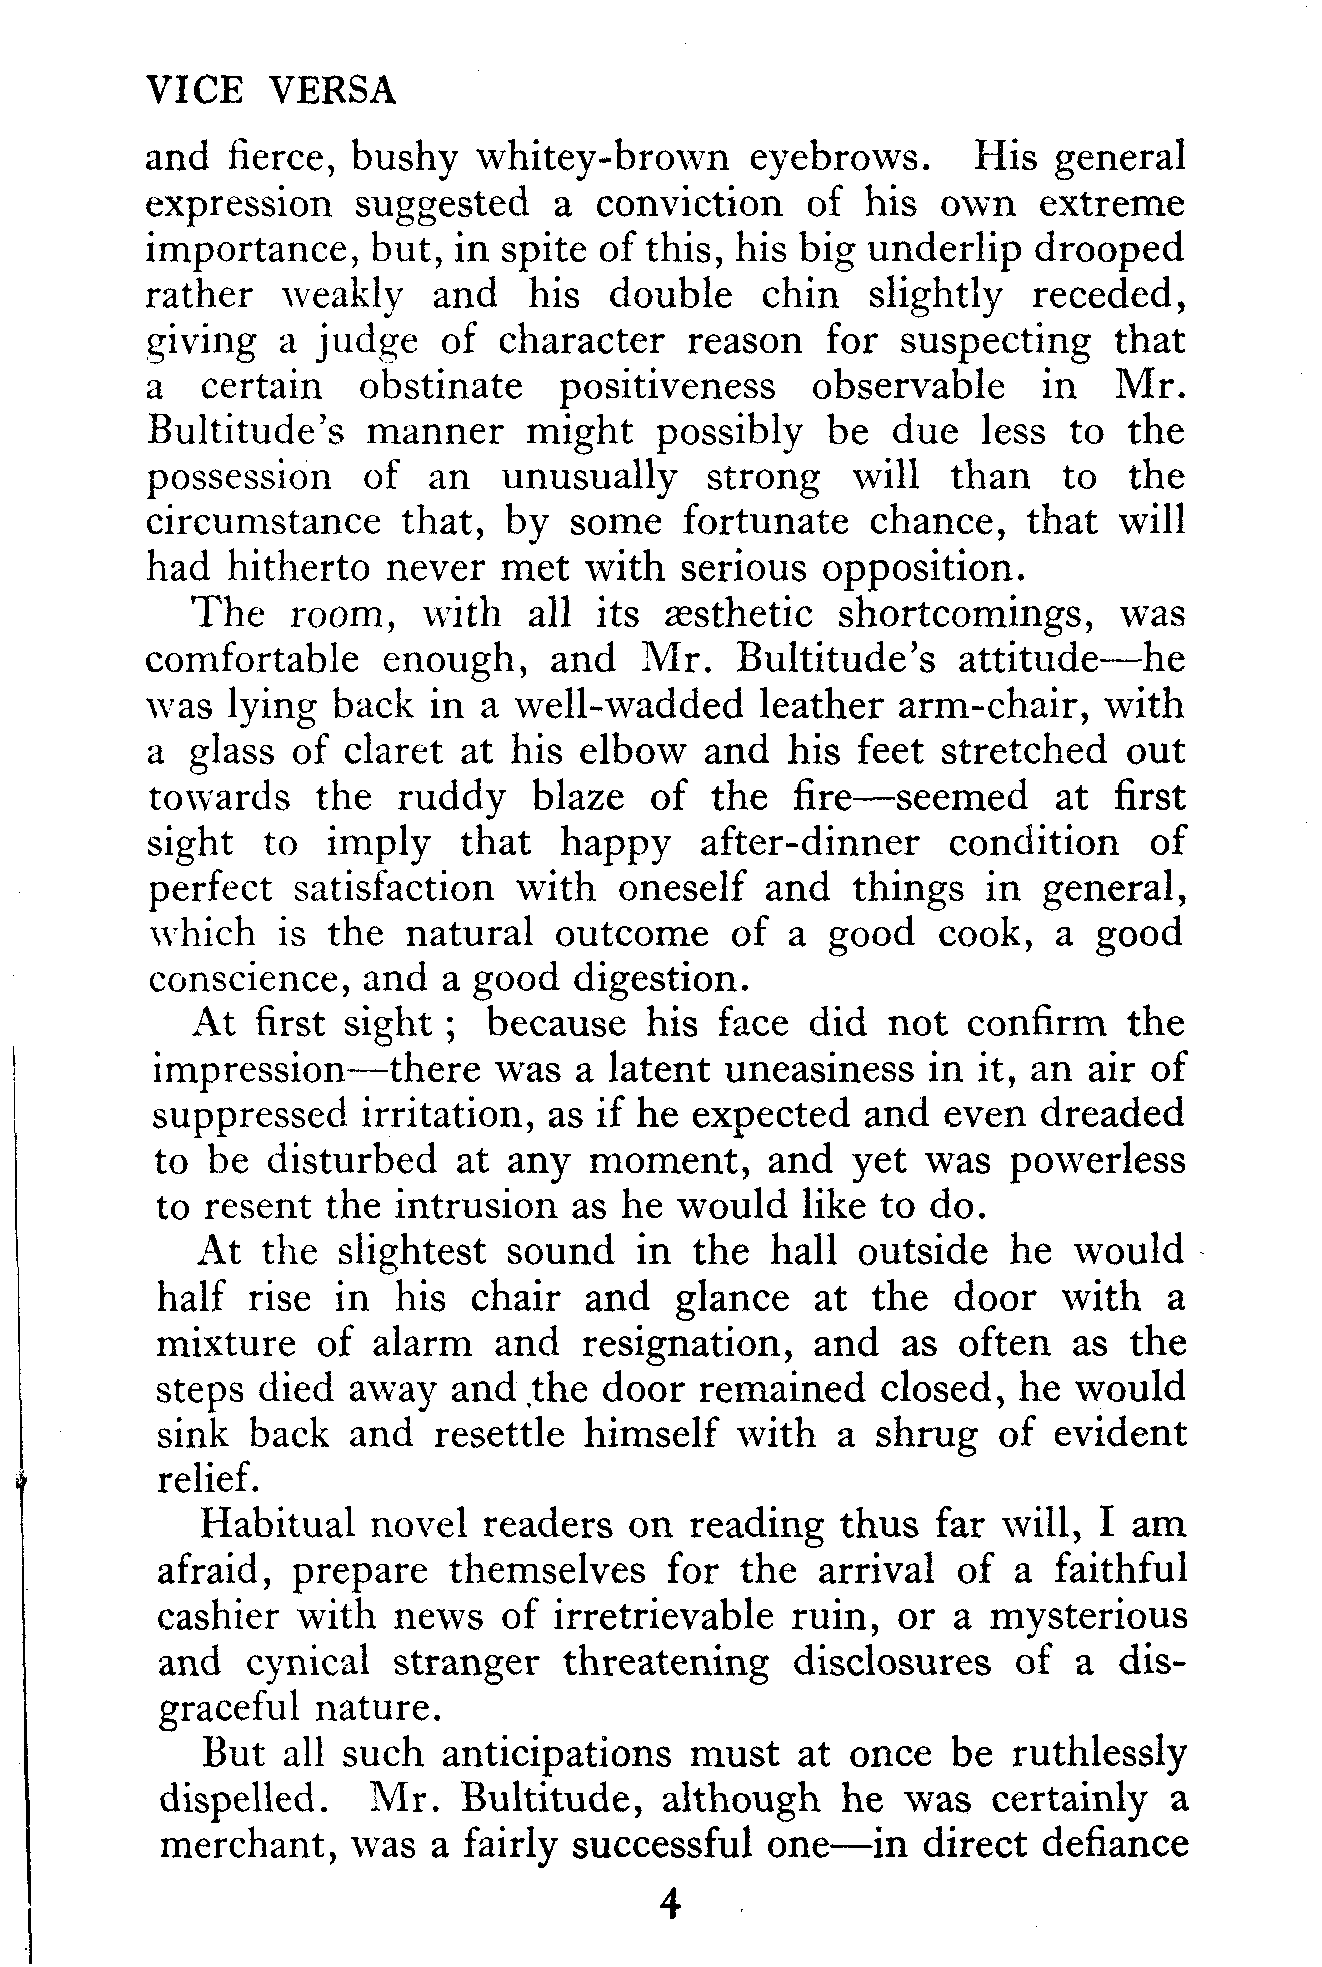 VICE VERSA
and fierce, bushy whitey-brown eyebrows. His general
expression suggested a conviction of his own extreme
importance, but, in spite of this, his big underlip drooped
rather weakly and his double chin slightly receded,
giving a judge of character reason for suspecting that
a certain obstinate positiveness observable in Mr.
Bultitude's manner might possibly be due less to the
possession of an unusually strong will than to the
circumstance that, by some fortunate chance, that will
had hitherto never met with serious opposition.
The room, with all its æsthetic shortcomings, was
comfortable enough, and Mr. Bultitude's attitude—he
was lying back in a well-wadded leather arm-chair, with
a glass of claret at his elbow and his feet stretched out
towards the ruddy blaze of the fire—seemed at first
sight to imply that happy after-dinner condition of
perfect satisfaction with oneself and things in general,
which is the natural outcome of a good cook, a good
conscience, and a good digestion.
At first sight ; because his face did not confirm the
impression—there was a latent uneasiness in it, an air of
suppressed irritation, as if he expected and even dreaded
to be disturbed at any moment, and yet was powerless
to resent the intrusion as he would like to do.
At the slightest sound in the hall outside he would
half rise in his chair and glance at the door with a
mixture of alarm and resignation, and as often as the
steps died away and the door remained closed, he would
sink back and resettle himself with a shrug of evident
relief.
Habitual novel readers on reading thus far will, I am
afraid, prepare themselves for the arrival of a faithful
cashier with news of irretrievable ruin, or a mysterious
and cynical stranger threatening disclosures of a dis-
graceful nature.
But all such anticipations must at once be ruthlessly
dispelled. Mr. Bultitude, although he was certainly a
merchant, was a fairly successful one—in direct defiance
4